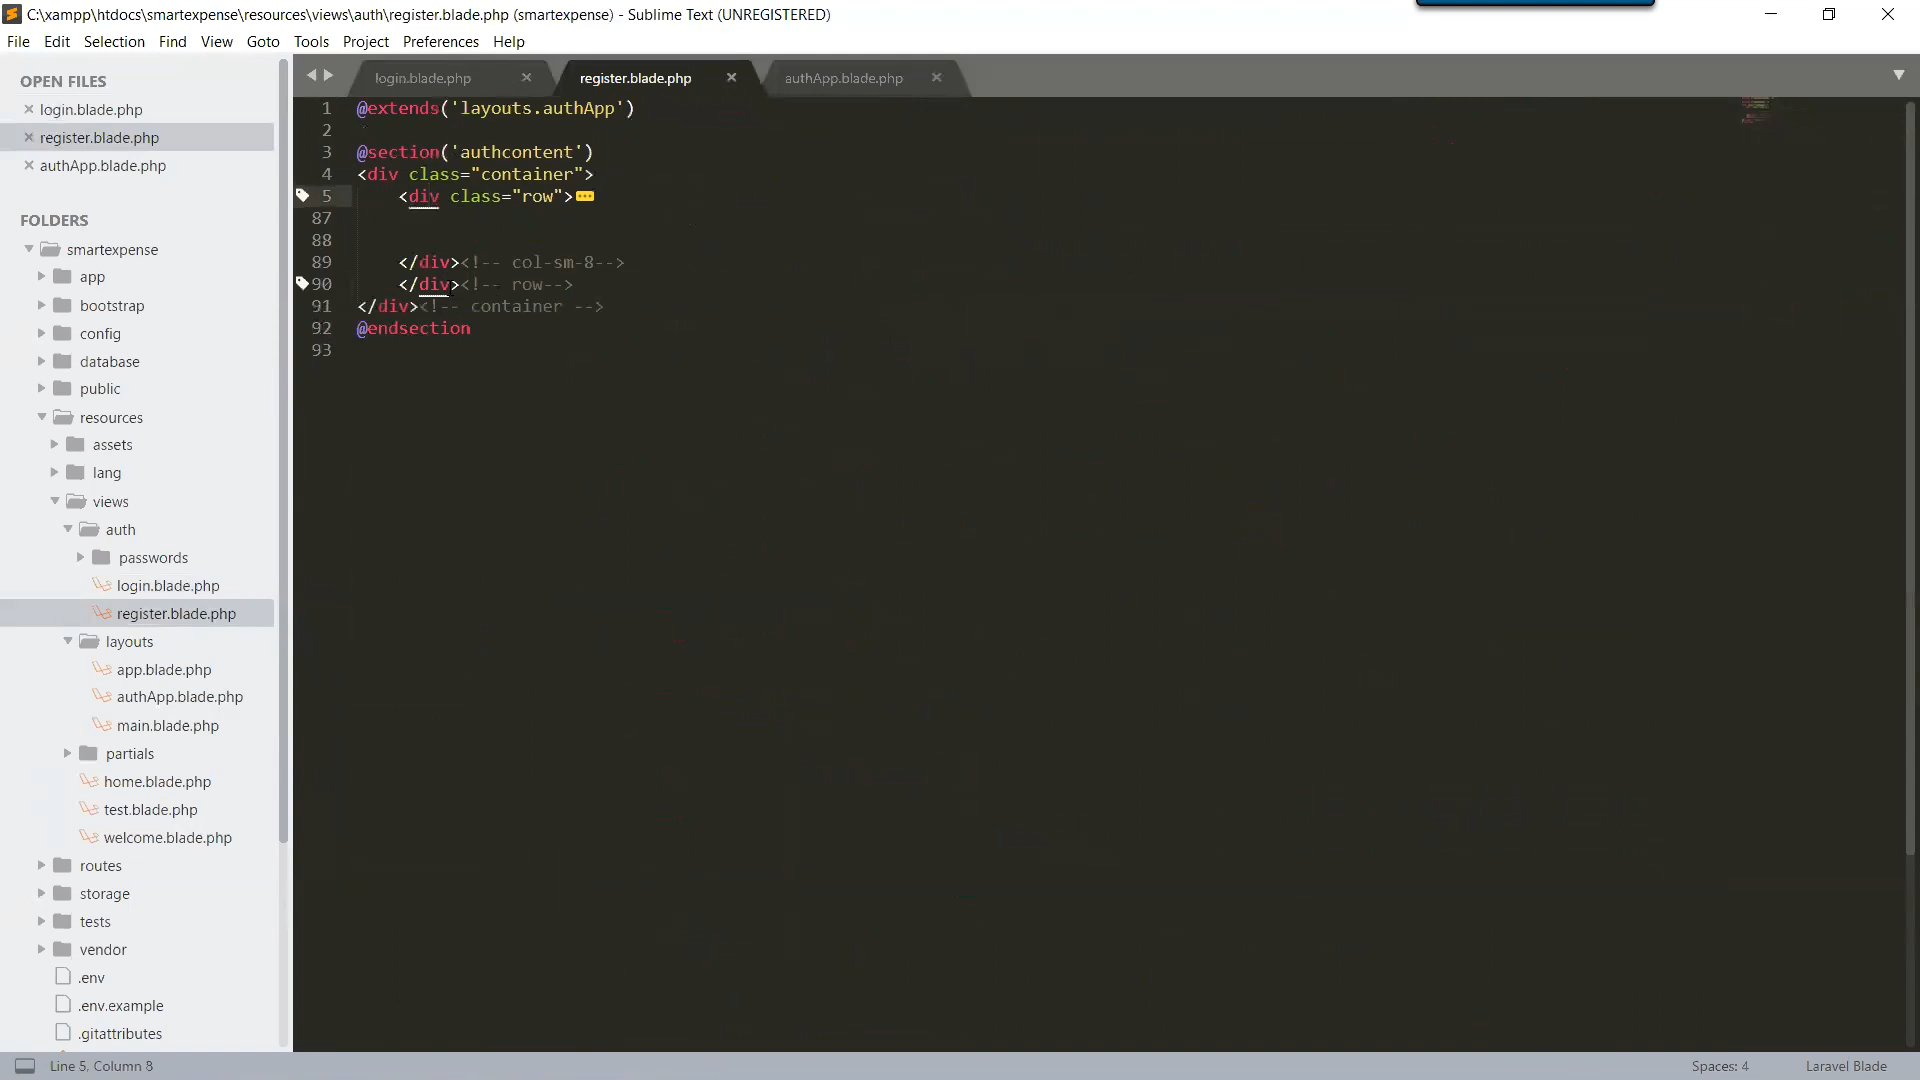 C:\xampp\htdocs\smartexpense\resources\views\auth\register.blade.php (smartexpense) - Sublime Text (UNREGISTERED)
File Edit Selection Find View Goto Tools Project Preferences Help
OPEN FILES
login.blade.php
register.blade.php
authApp.blade.php
FOLDERS
smartexpense
app
bootstrap
config
database
public
resources
assets
lang
views
auth
passwords
login.blade.php
register.blade.php
layouts
app.blade.php
authApp.blade.php
main.blade.php
partials
home.blade.php
test.blade.php
welcome.blade.php
routes
storage
tests
vendor
.env
.env.example
.gitattributes
login.blade.php register.blade.php authApp.blade.php
1 @extends('layouts.authApp')
2
3 @section('authcontent')
4 <div class="container">
5 <div class="row">
87
88
89 </div><!-- col-sm-8-->
90 </div><!-- row-->
91 </div><!-- container -->
92 @endsection
93
Line 5, Column 8 Spaces: 4 Laravel Blade